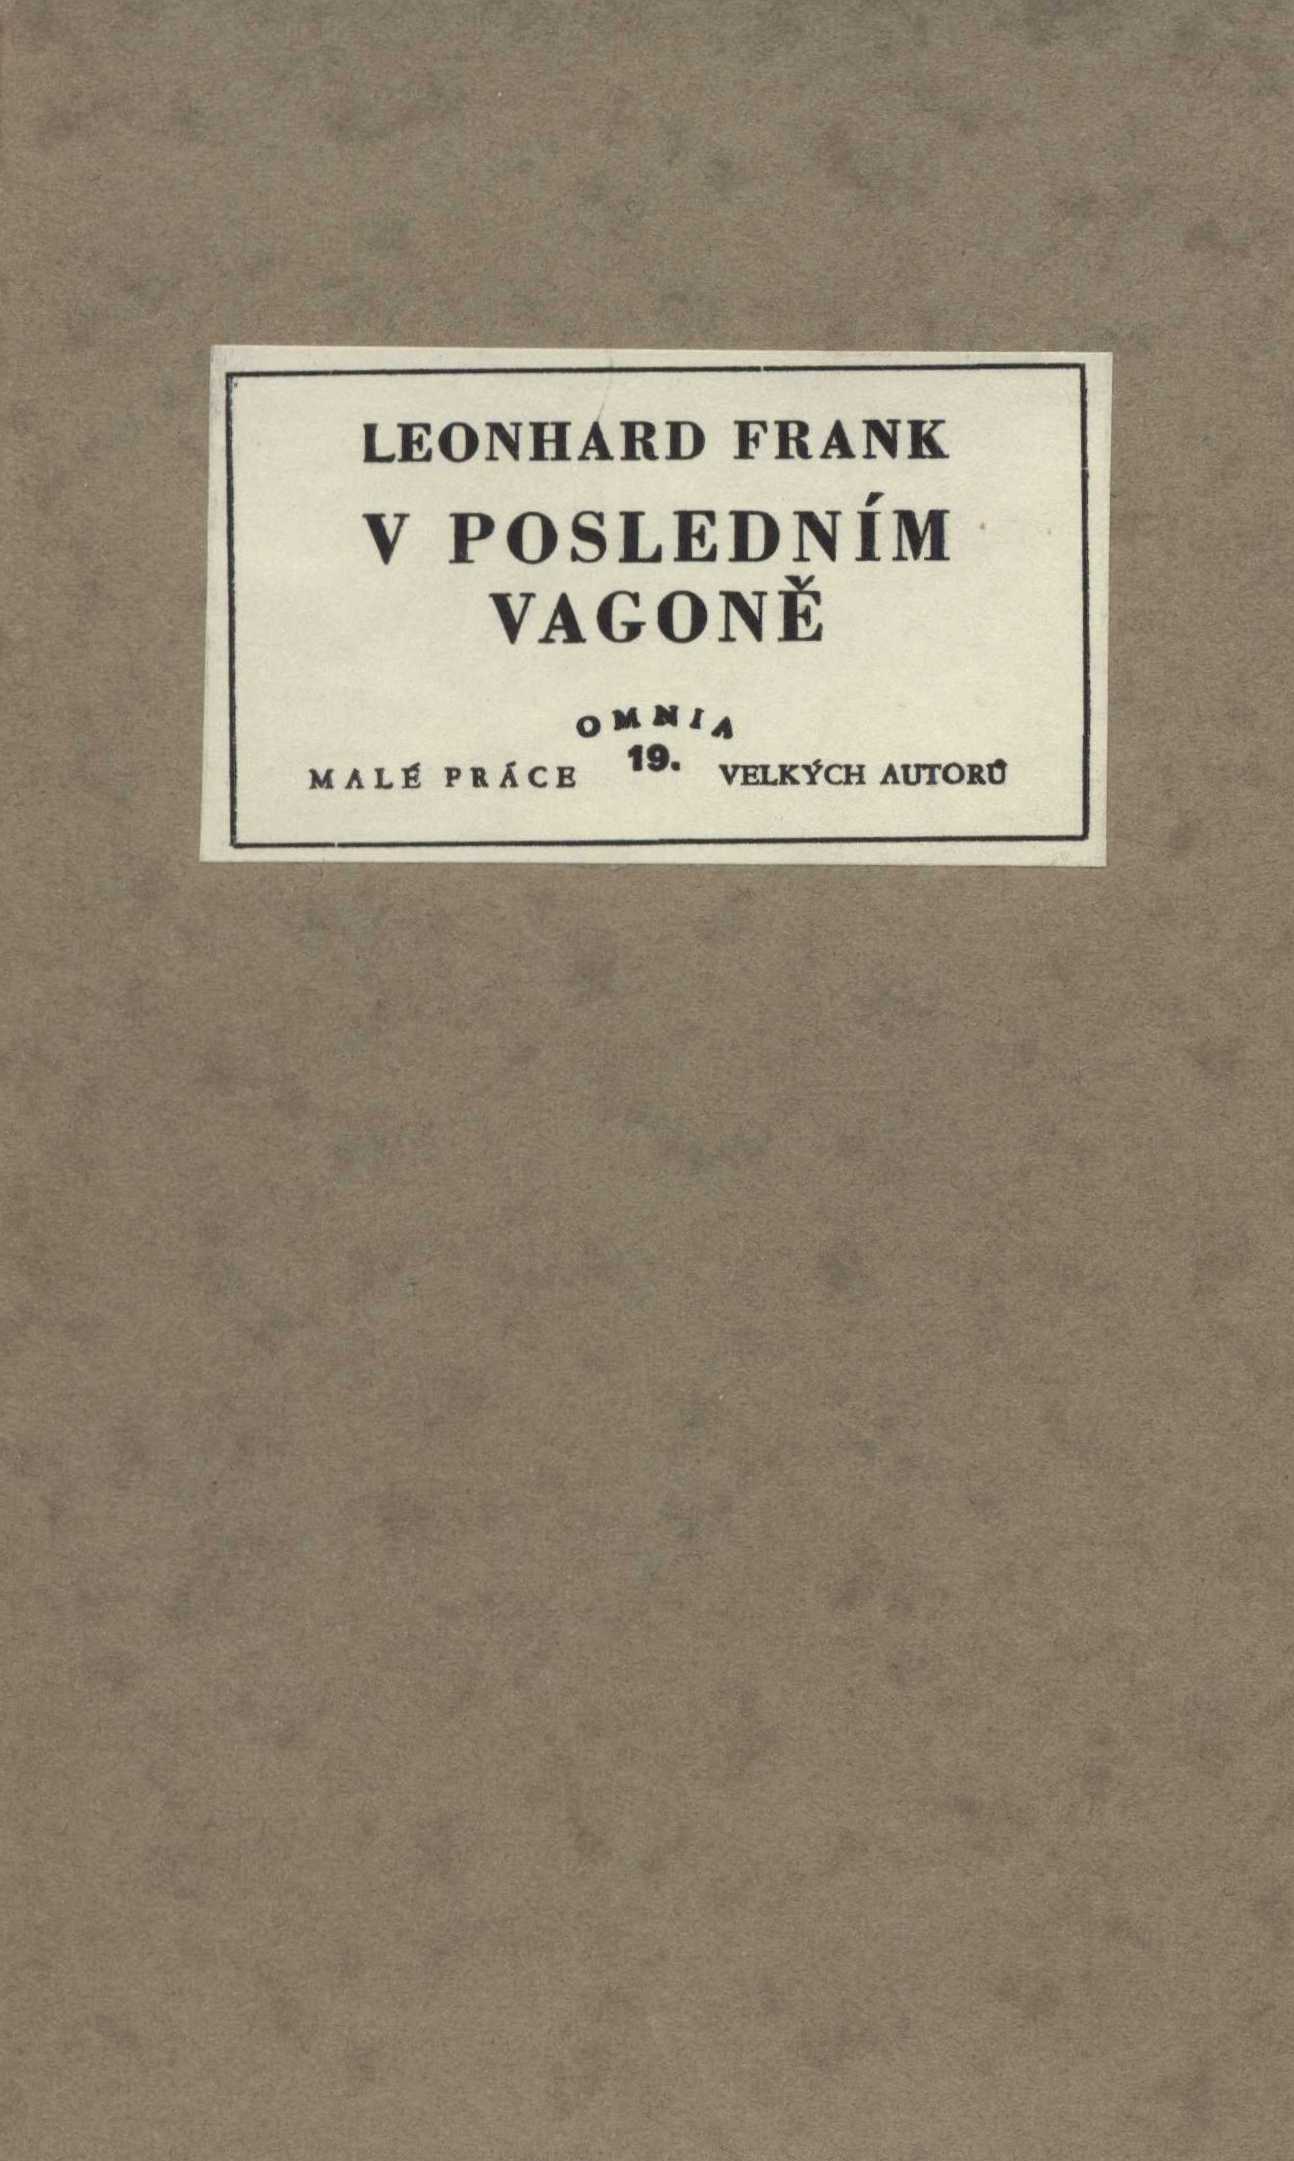 LEONHARD FRANK
V POSLEDNÍM
VAGONĚ
OMNIA
19.
MALÉ PRÁCE VELKÝCH AUTORŮ